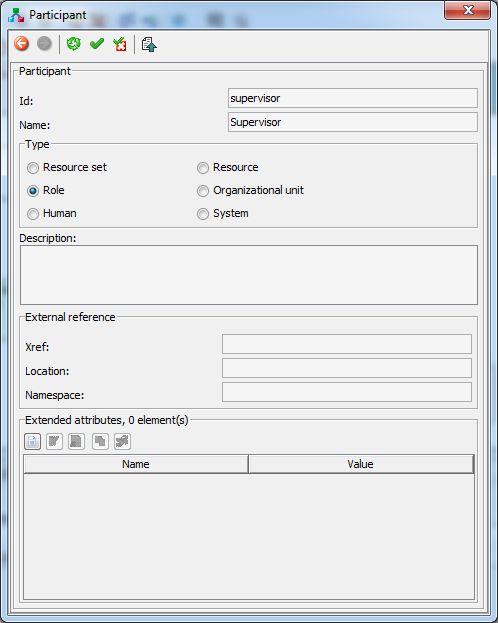 Participant
Participant
Id: supervisor
Name: Supervisor
Type
Resource set Resource
Role Organizational unit
Human System
Description:
External reference
Xref:
Location:
Namespace:
Extended attributes, 0 element(s)
Name Value